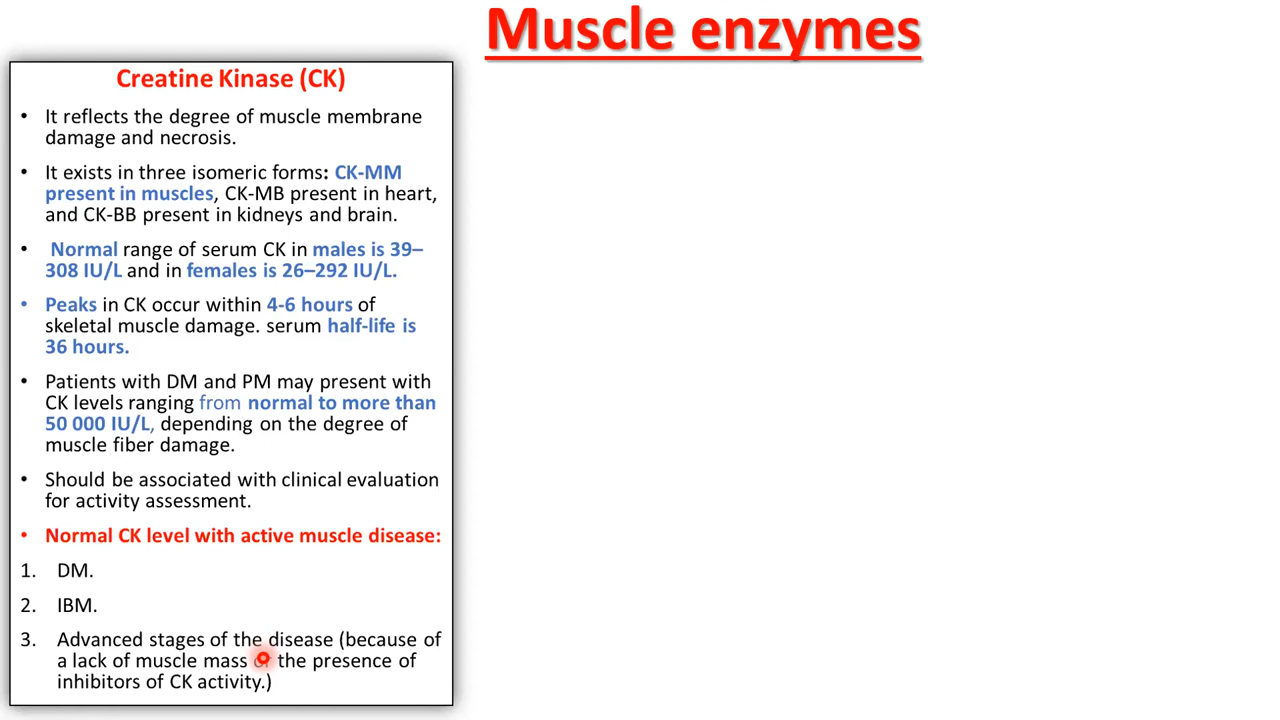 Muscle enzymes
Creatine Kinase (CK)
• It reflects the degree of muscle membrane
damage and necrosis.
• It exists in three isomeric forms: CK-MM
present in muscles, CK-MB present in heart,
and CK-BB present in kidneys and brain.
• Normal range of serum CK in males is 39–
308 IU/L and in females is 26–292 IU/L.
• Peaks in CK occur within 4-6 hours of
skeletal muscle damage. serum half-life is
36 hours.
• Patients with DM and PM may present with
CK levels ranging from normal to more than
50 000 IU/L, depending on the degree of
muscle fiber damage.
• Should be associated with clinical evaluation
for activity assessment.
• Normal CK level with active muscle disease:
1. DM.
2. IBM.
3. Advanced stages of the disease (because of
a lack of muscle mass the presence of
inhibitors of CK activity.)